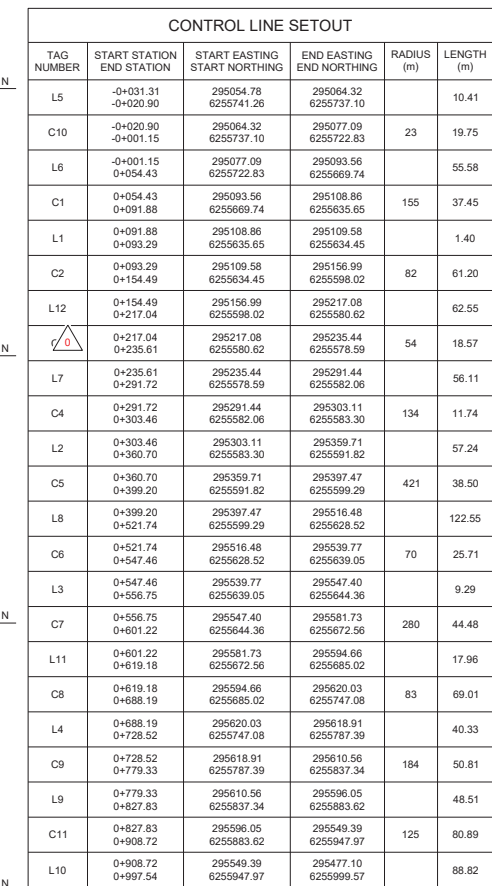 CONTROL LINE SETOUT
TAG NUMBER START STATION END STATION START EASTING START NORTHING END EASTING END NORTHING RADIUS (m) LENGTH (m)
N
L5 -0+031.31 -0+020.90 295054.78 6255741.26 295064.32 6255737.10 10.41
C10 -0+020.90 -0+001.15 295064.32 6255737.10 295077.09 6255722.83 23 19.75
L6 -0+001.15 0+054.43 295077.09 6255722.83 295093.56 6255669.74 55.58
C1 0+054.43 0+091.88 295093.56 6255669.74 295108.86 6255635.65 155 37.45
L1 0+091.88 0+093.29 295108.86 6255635.65 295109.58 6255634.45 1.40
C2 0+093.29 0+154.49 295109.58 6255634.45 295156.99 6255598.02 82 61.20
L12 0+154.49 0+217.04 295156.99 6255598.02 295217.08 6255580.62 62.55
N
0 0+217.04 0+235.61 295217.08 6255580.62 295235.44 6255578.59 54 18.57
L7 0+235.61 0+291.72 295235.44 6255578.59 295291.44 6255582.06 56.11
C4 0+291.72 0+303.46 295291.44 6255582.06 295303.11 6255583.30 134 11.74
L2 0+303.46 0+360.70 295303.11 6255583.30 295359.71 6255591.82 57.24
C5 0+360.70 0+399.20 295359.71 6255591.82 295397.47 6255599.29 421 38.50
L8 0+399.20 0+521.74 295397.47 6255599.29 295516.48 6255628.52 122.55
C6 0+521.74 0+547.46 295516.48 6255628.52 295539.77 6255639.05 70 25.71
L3 0+547.46 0+556.75 295539.77 6255639.05 295547.40 6255644.36 9.29
N
C7 0+556.75 0+601.22 295547.40 6255644.36 295581.73 6255672.56 280 44.48
L11 0+601.22 0+619.18 295581.73 6255672.56 295594.66 6255685.02 17.96
C8 0+619.18 0+688.19 295594.66 6255685.02 295620.03 6255747.08 83 69.01
L4 0+688.19 0+728.52 295620.03 6255747.08 295618.91 6255787.39 40.33
C9 0+728.52 0+779.33 295618.91 6255787.39 295610.56 6255837.34 184 50.81
L9 0+779.33 0+827.83 295610.56 6255837.34 295596.05 6255883.62 48.51
C11 0+827.83 0+908.72 295596.05 6255883.62 295549.39 6255947.97 125 80.89
L10 0+908.72 0+997.54 295549.39 6255947.97 295477.10 6255999.57 88.82
N